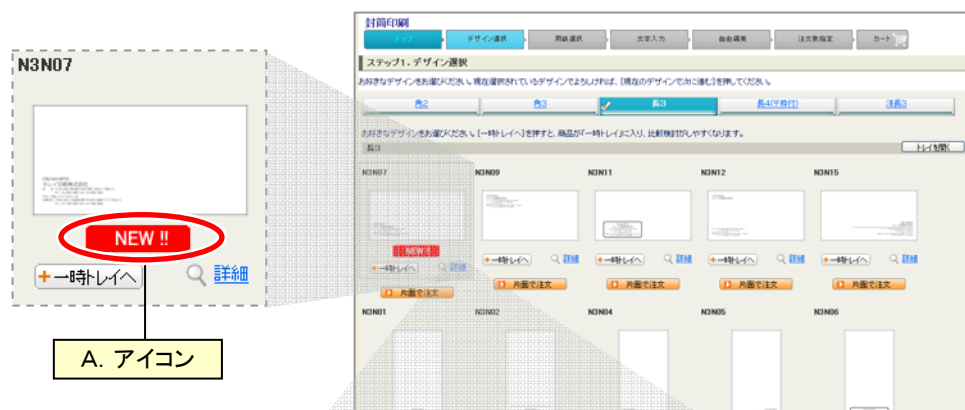 N3N07
NEW !!
一時トレイへ
詳細
A. アイコン
封筒印刷
トップ
デザイン選択
用紙選択
文字入力
自由編集
注文数指定
カート
ステップ1. デザイン選択
お好きなデザインをお選びください。現在選択されているデザインでよろしければ、[現在のデザインで次に進む]を押してください。
角2
角3
長3
長4(〒枠付)
洋長3
お好きなデザインをお選びください。[一時トレイへ]を押すと、商品が「一時トレイ」に入り、比較検討がしやすくなります。
長3
トレイを開く
N3N07
N3N09
N3N11
N3N12
N3N15
NEW !!
一時トレイへ
詳細
一時トレイへ
詳細
一時トレイへ
詳細
一時トレイへ
詳細
一時トレイへ
詳細
片面で注文
片面で注文
片面で注文
片面で注文
片面で注文
N3N01
N3N02
N3N04
N3N05
N3N06